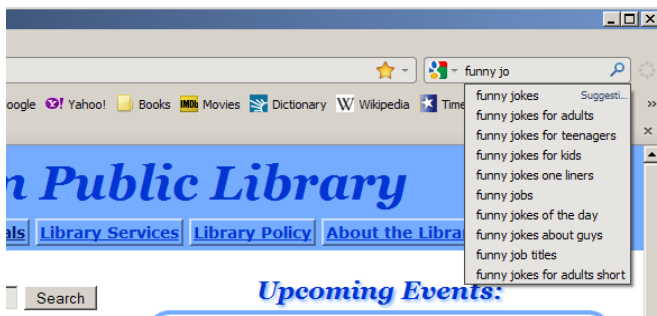 funny jo
oogle Yahoo! Books IMDb Movies Dictionary W Wikipedia Time
funny jokes Suggesti...
funny jokes for adults
funny jokes for teenagers
funny jokes for kids
funny jokes one liners
funny jobs
funny jokes of the day
funny jokes about guys
funny job titles
funny jokes for adults short
n Public Library
als Library Services Library Policy About the Libra
Search
Upcoming Events: